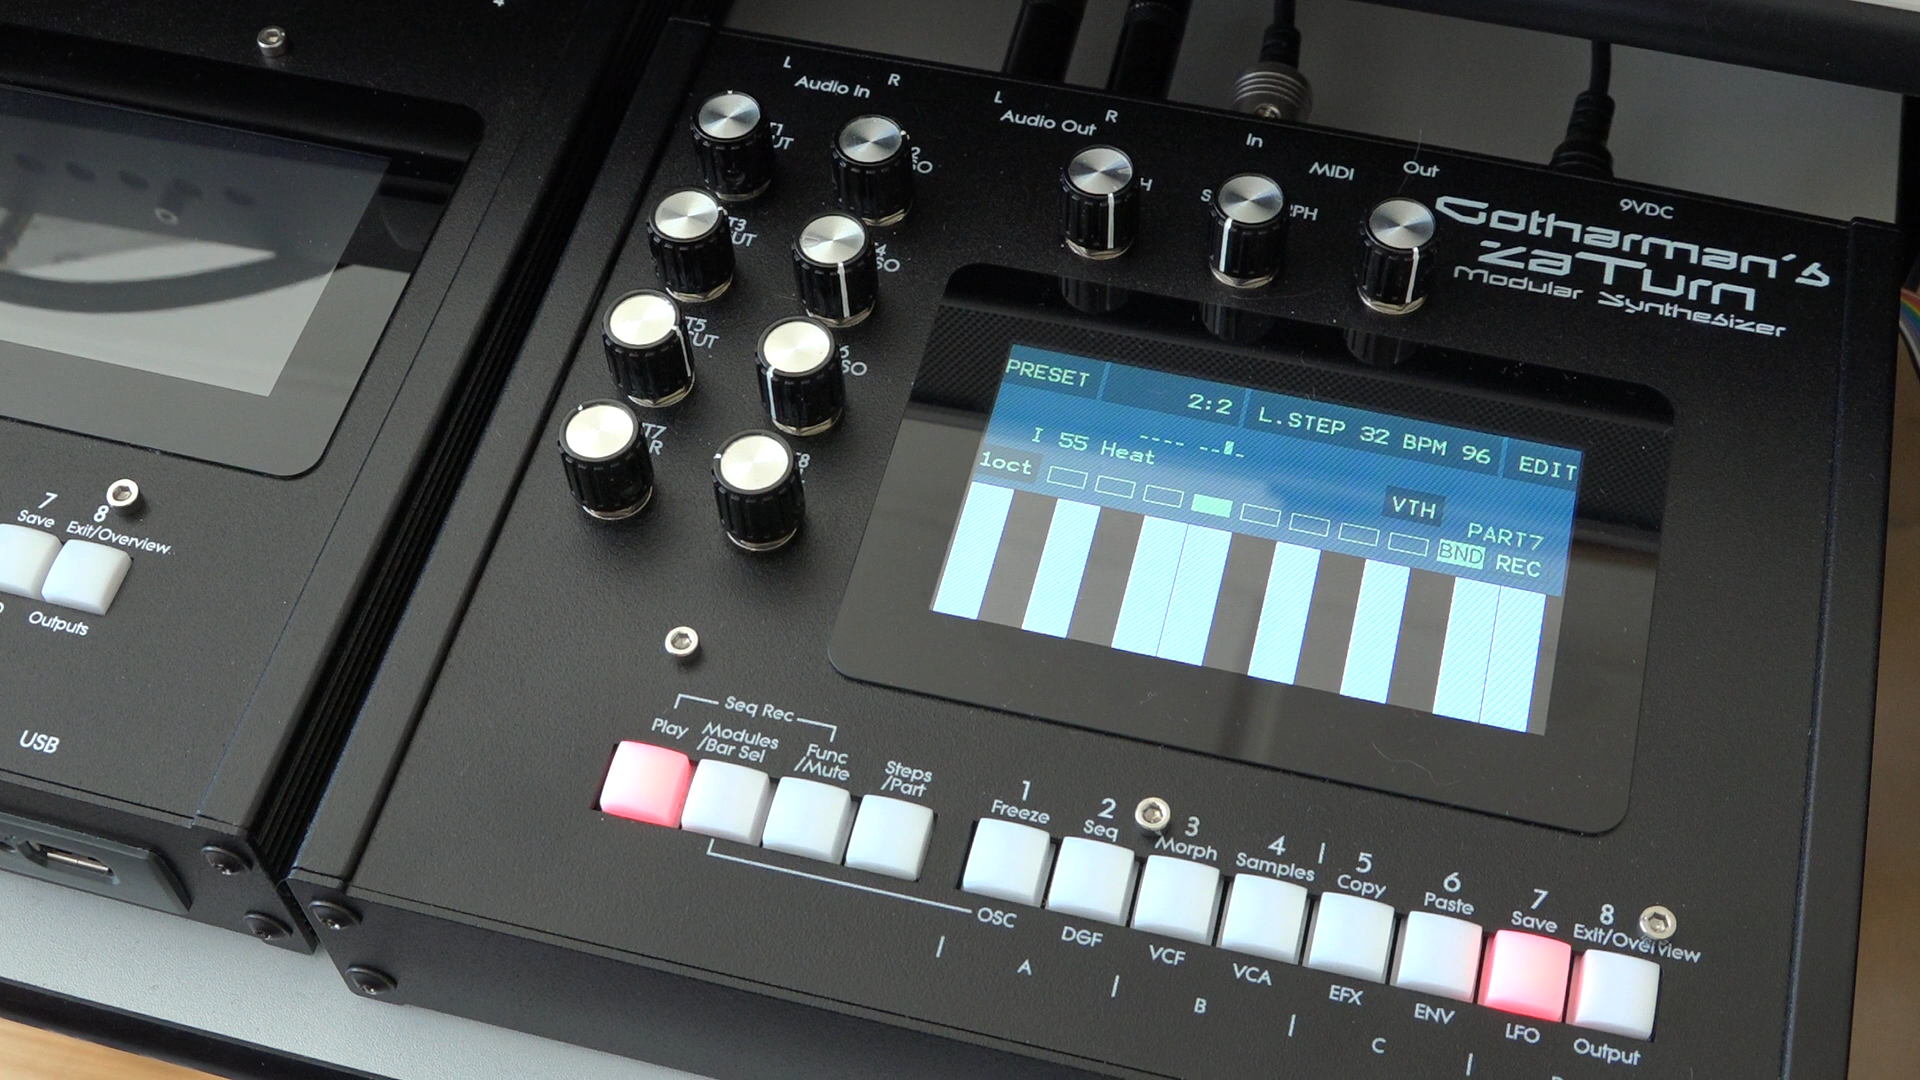 4
L
Audio In
R
L
Audio Out
R
In
MIDI
Out
9VDC
Gotharman's
ZaTurn
Modular Synthesizer
PRESET
2:2
L.STEP 32 BPM 96
EDIT
I 55 Heat
---- --
1oct
VTH
PART7
BND
REC
7
Save
8
Exit/Overview
Outputs
USB
Seq Rec
Play
Modules
/Bar Sel
Func
/Mute
Steps
/Part
1
Freeze
2
Seq
3
Morph
4
Samples
5
Copy
6
Paste
7
Save
8
Exit/Overview
OSC
DGF
VCF
VCA
EFX
ENV
LFO
Output
A
B
C